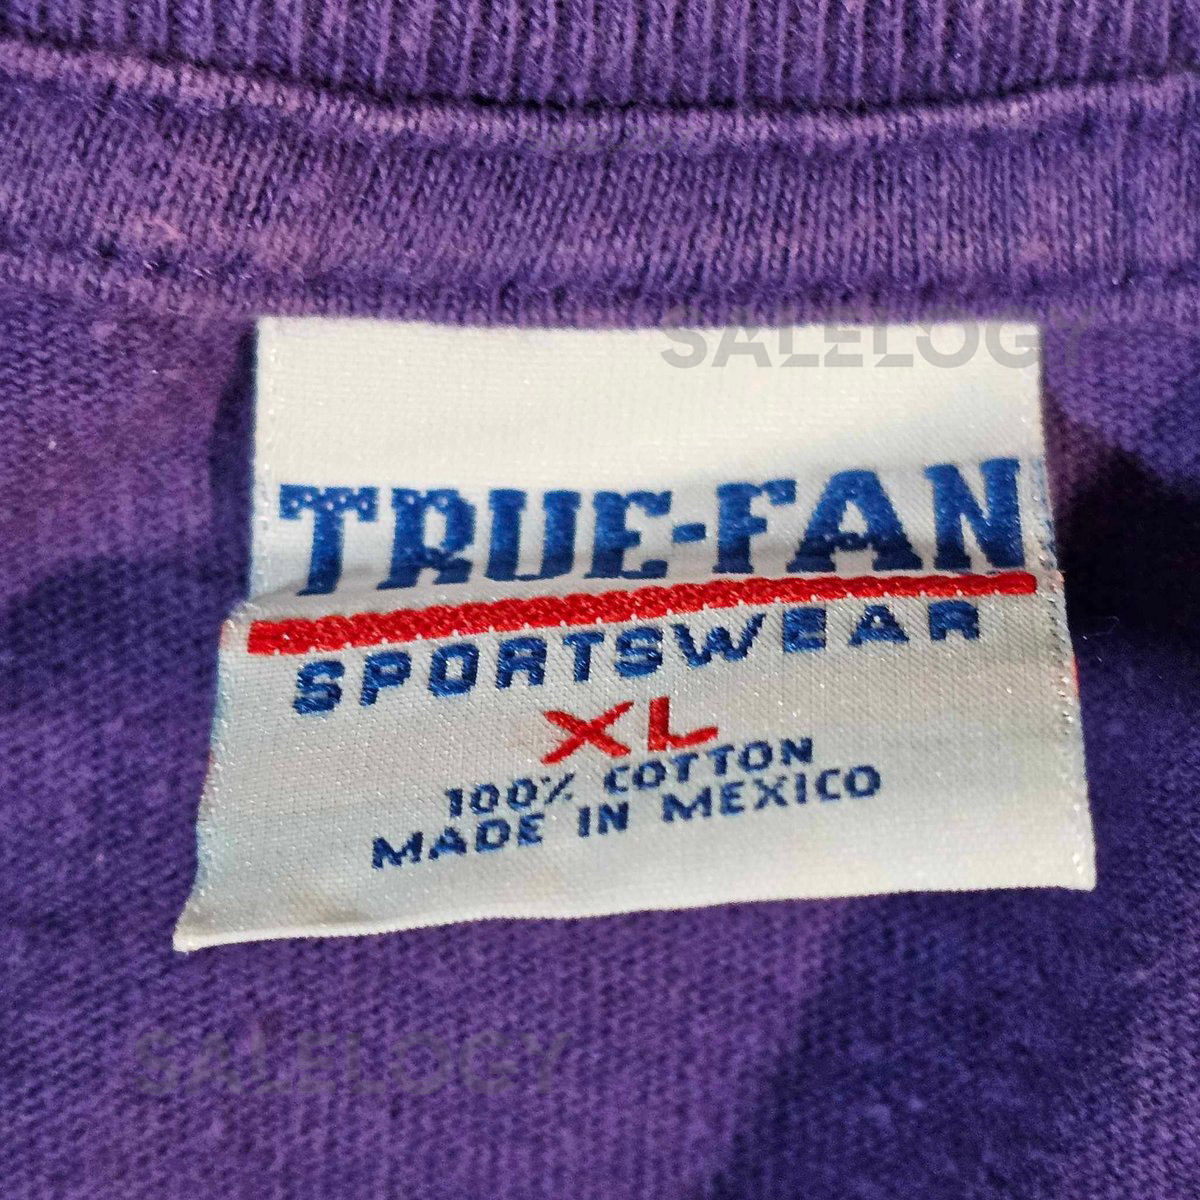 SALELOGY
TRUE-FAN
SPORTSWEAR
XL
100% COTTON
MADE IN MEXICO
SALELOGY